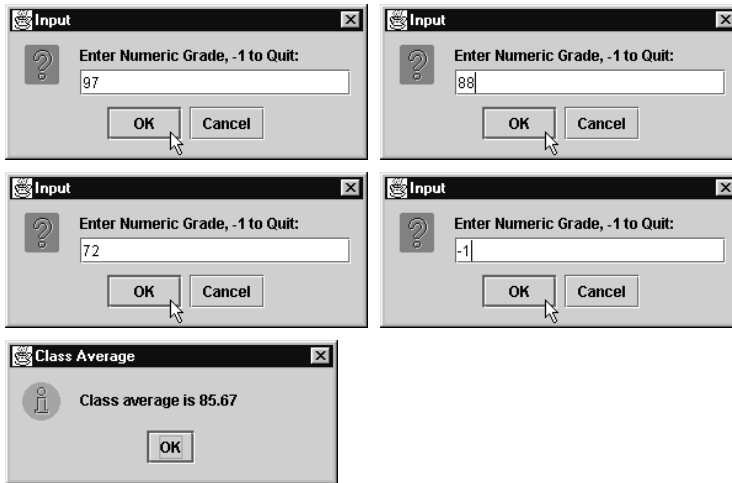 Input
Enter Numeric Grade, -1 to Quit:
97
OK Cancel
Input
Enter Numeric Grade, -1 to Quit:
88
OK Cancel
Input
Enter Numeric Grade, -1 to Quit:
72
OK Cancel
Input
Enter Numeric Grade, -1 to Quit:
-1
OK Cancel
Class Average
Class average is 85.67
OK